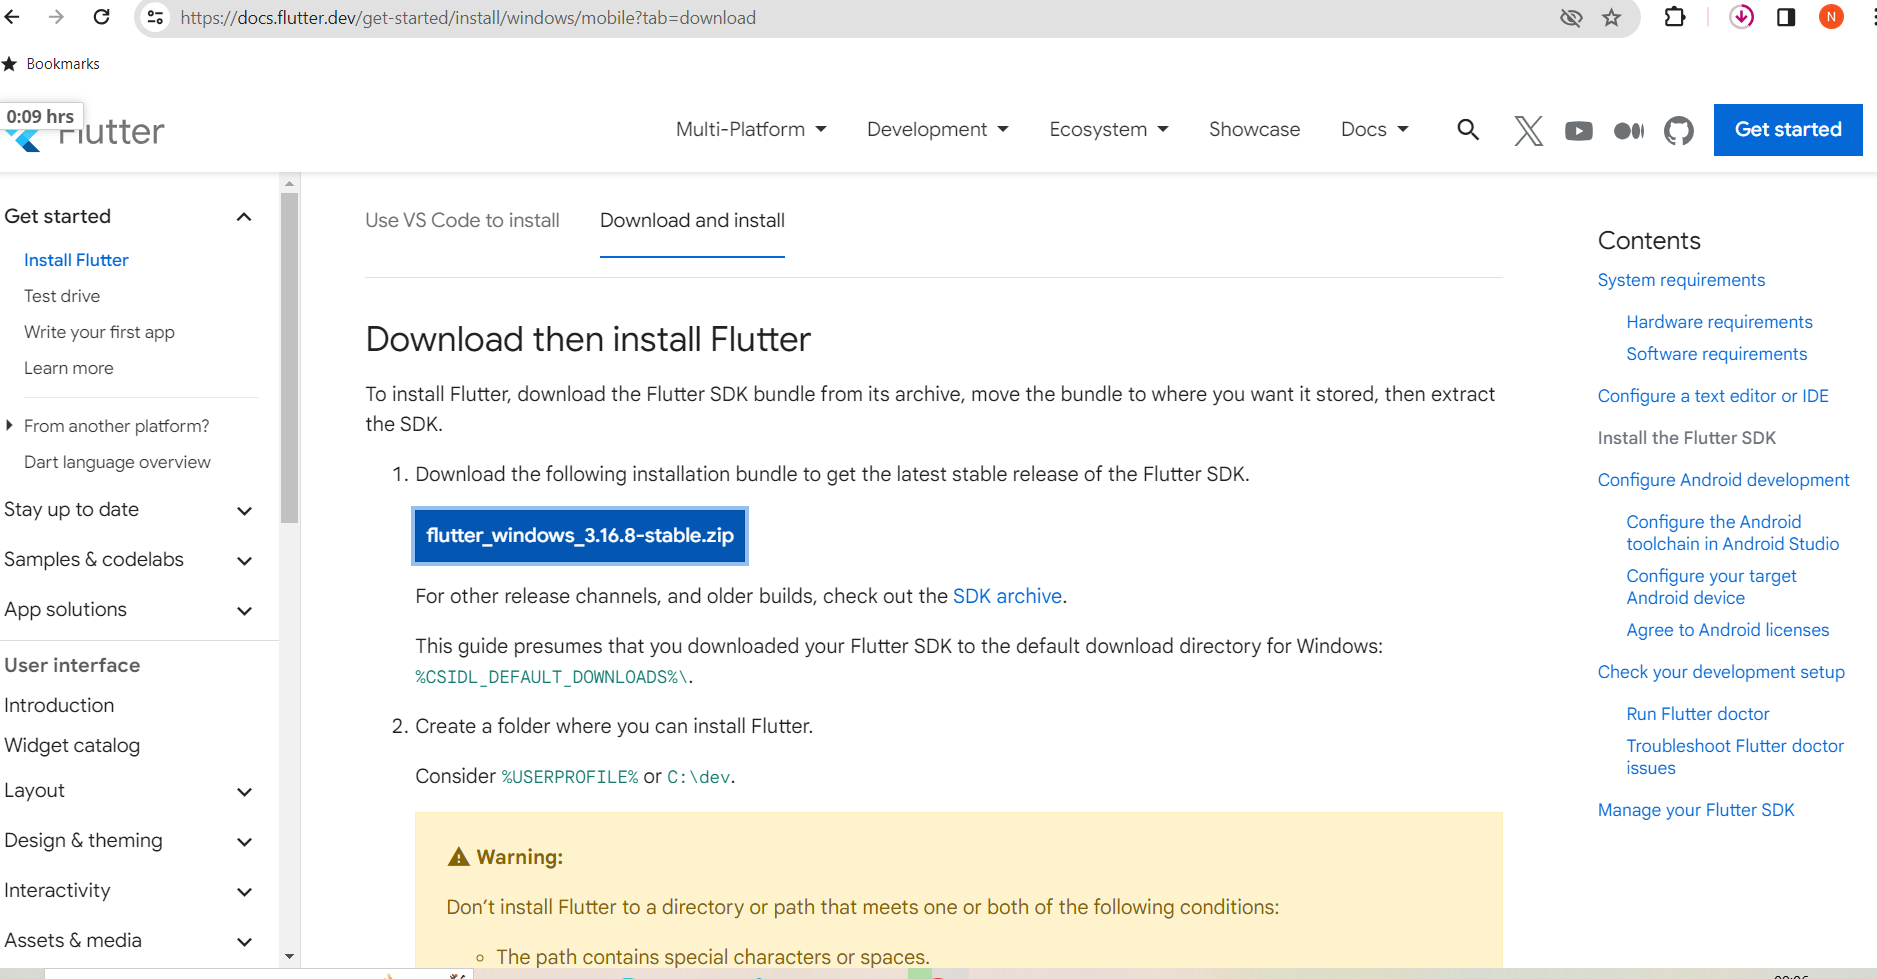 https://docs.flutter.dev/get-started/install/windows/mobile?tab=download
N
Bookmarks
0:09 hrs
Flutter
Multi-Platform
Development
Ecosystem
Showcase
Docs
Get started
Get started
Install Flutter
Test drive
Write your first app
Learn more
From another platform?
Dart language overview
Stay up to date
Samples & codelabs
App solutions
User interface
Introduction
Widget catalog
Layout
Design & theming
Interactivity
Assets & media
Use VS Code to install
Download and install
Download then install Flutter
To install Flutter, download the Flutter SDK bundle from its archive, move the bundle to where you want it stored, then extract
the SDK.
1. Download the following installation bundle to get the latest stable release of the Flutter SDK.
flutter_windows_3.16.8-stable.zip
For other release channels, and older builds, check out the SDK archive.
This guide presumes that you downloaded your Flutter SDK to the default download directory for Windows:
%CSIDL_DEFAULT_DOWNLOADS%\.
2. Create a folder where you can install Flutter.
Consider %USERPROFILE% or C:\dev.
Warning:
Don’t install Flutter to a directory or path that meets one or both of the following conditions:
The path contains special characters or spaces.
Contents
System requirements
Hardware requirements
Software requirements
Configure a text editor or IDE
Install the Flutter SDK
Configure Android development
Configure the Android
toolchain in Android Studio
Configure your target
Android device
Agree to Android licenses
Check your development setup
Run Flutter doctor
Troubleshoot Flutter doctor
issues
Manage your Flutter SDK